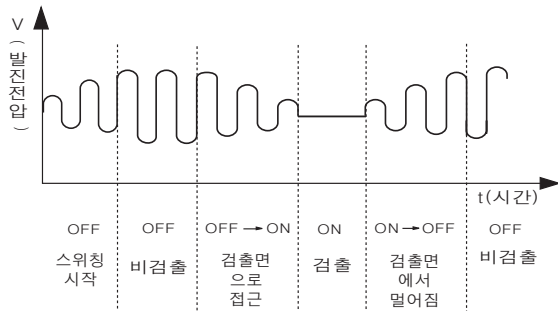 V
(발진전압)
t(시간)
OFF OFF OFF → ON ON ON → OFF OFF
스위칭
시작
비검출
검출면
으로
접근
검출
검출면
에서
멀어짐
비검출